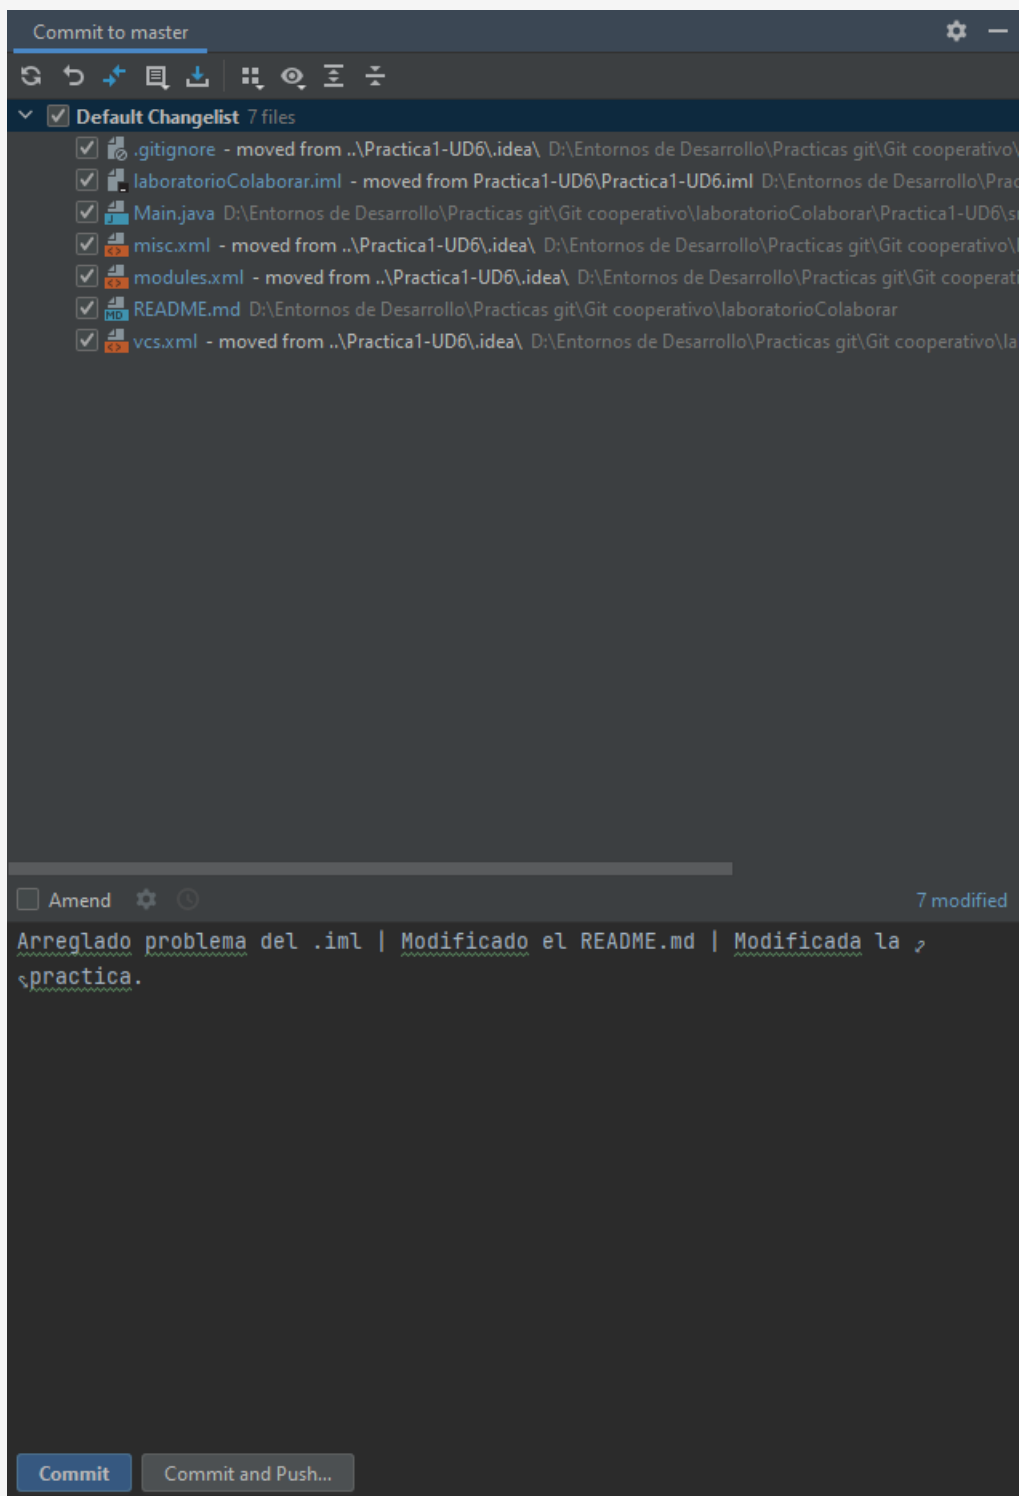 Commit to master
Default Changelist 7 files
.gitignore - moved from ..\Practica1-UD6\.idea\ D:\Entornos de Desarrollo\Practicas git\Git cooperativo\
laboratorioColaborar.iml - moved from Practica1-UD6\Practica1-UD6.iml D:\Entornos de Desarrollo\Prac
Main.java D:\Entornos de Desarrollo\Practicas git\Git cooperativo\laboratorioColaborar\Practica1-UD6\s
misc.xml - moved from ..\Practica1-UD6\.idea\ D:\Entornos de Desarrollo\Practicas git\Git cooperativo\
modules.xml - moved from ..\Practica1-UD6\.idea\ D:\Entornos de Desarrollo\Practicas git\Git cooperati
MD README.md D:\Entornos de Desarrollo\Practicas git\Git cooperativo\laboratorioColaborar
vcs.xml - moved from ..\Practica1-UD6\.idea\ D:\Entornos de Desarrollo\Practicas git\Git cooperativo\la
Amend 7 modified
Arreglado problema del .iml | Modificado el README.md | Modificada la
practica.
Commit Commit and Push...